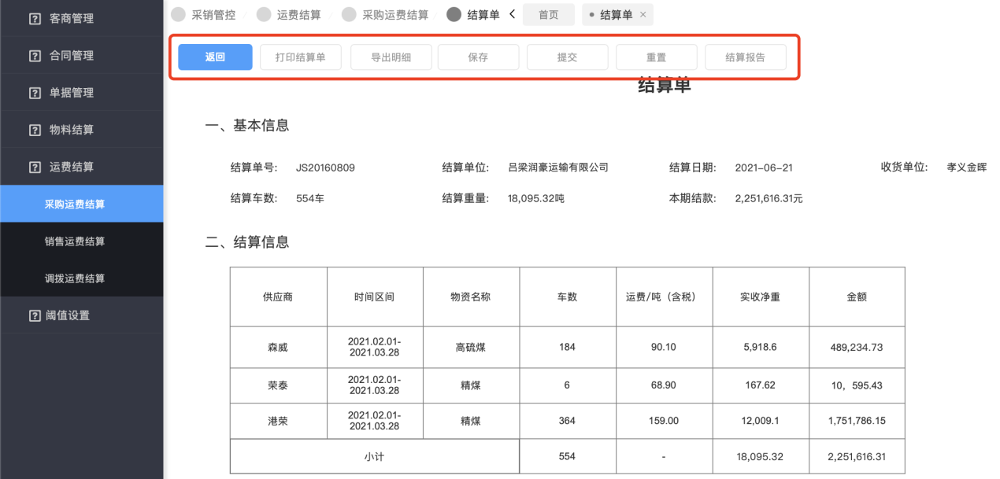 客商管理
合同管理
单据管理
物料结算
运费结算
采购运费结算
销售运费结算
调拨运费结算
阈值设置
采销管控 / 运费结算 / 采购运费结算 / 结算单 首页 结算单 ×
返回 打印结算单 导出明细 保存 提交 重置 结算报告
结算单
一、基本信息
结算单号: JS20160809 结算单位: 吕梁润豪运输有限公司 结算日期: 2021-06-21 收货单位: 孝义金晖
结算车数: 554车 结算重量: 18,095.32吨 本期结款: 2,251,616.31元
二、结算信息
供应商 时间区间 物资名称 车数 运费/吨（含税） 实收净重 金额
森威 2021.02.01-2021.03.28 高硫煤 184 90.10 5,918.6 489,234.73
荣泰 2021.02.01-2021.03.28 精煤 6 68.90 167.62 10，595.43
港荣 2021.02.01-2021.03.28 精煤 364 159.00 12,009.1 1,751,786.15
小计 554 - 18,095.32 2,251,616.31